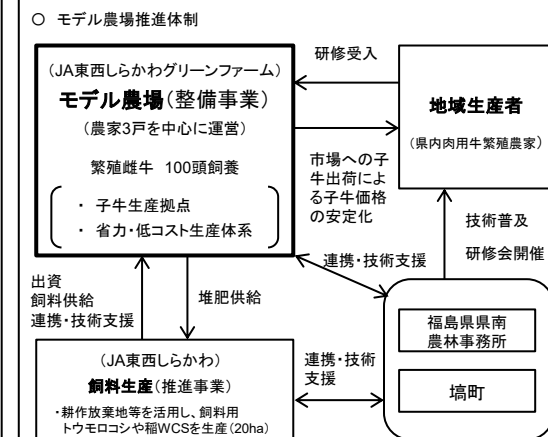 ○ モデル農場推進体制
(JA東西しらかわグリーンファーム)
モデル農場(整備事業)
(農家3戸を中心に運営)
繁殖雌牛 100頭飼養
・ 子牛生産拠点
・ 省力・低コスト生産体系
研修受入
市場への子
牛出荷によ
る子牛価格
の安定化
地域生産者
(県内肉用牛繁殖農家)
技術普及
研修会開催
連携・技術支援
出資
飼料供給
連携・技術支援
堆肥供給
(JA東西しらかわ)
飼料生産(推進事業)
・耕作放棄地等を活用し、飼料用
トウモロコシや稲WCSを生産(20ha)
連携・技術
支援
福島県県南
農林事務所
塙町